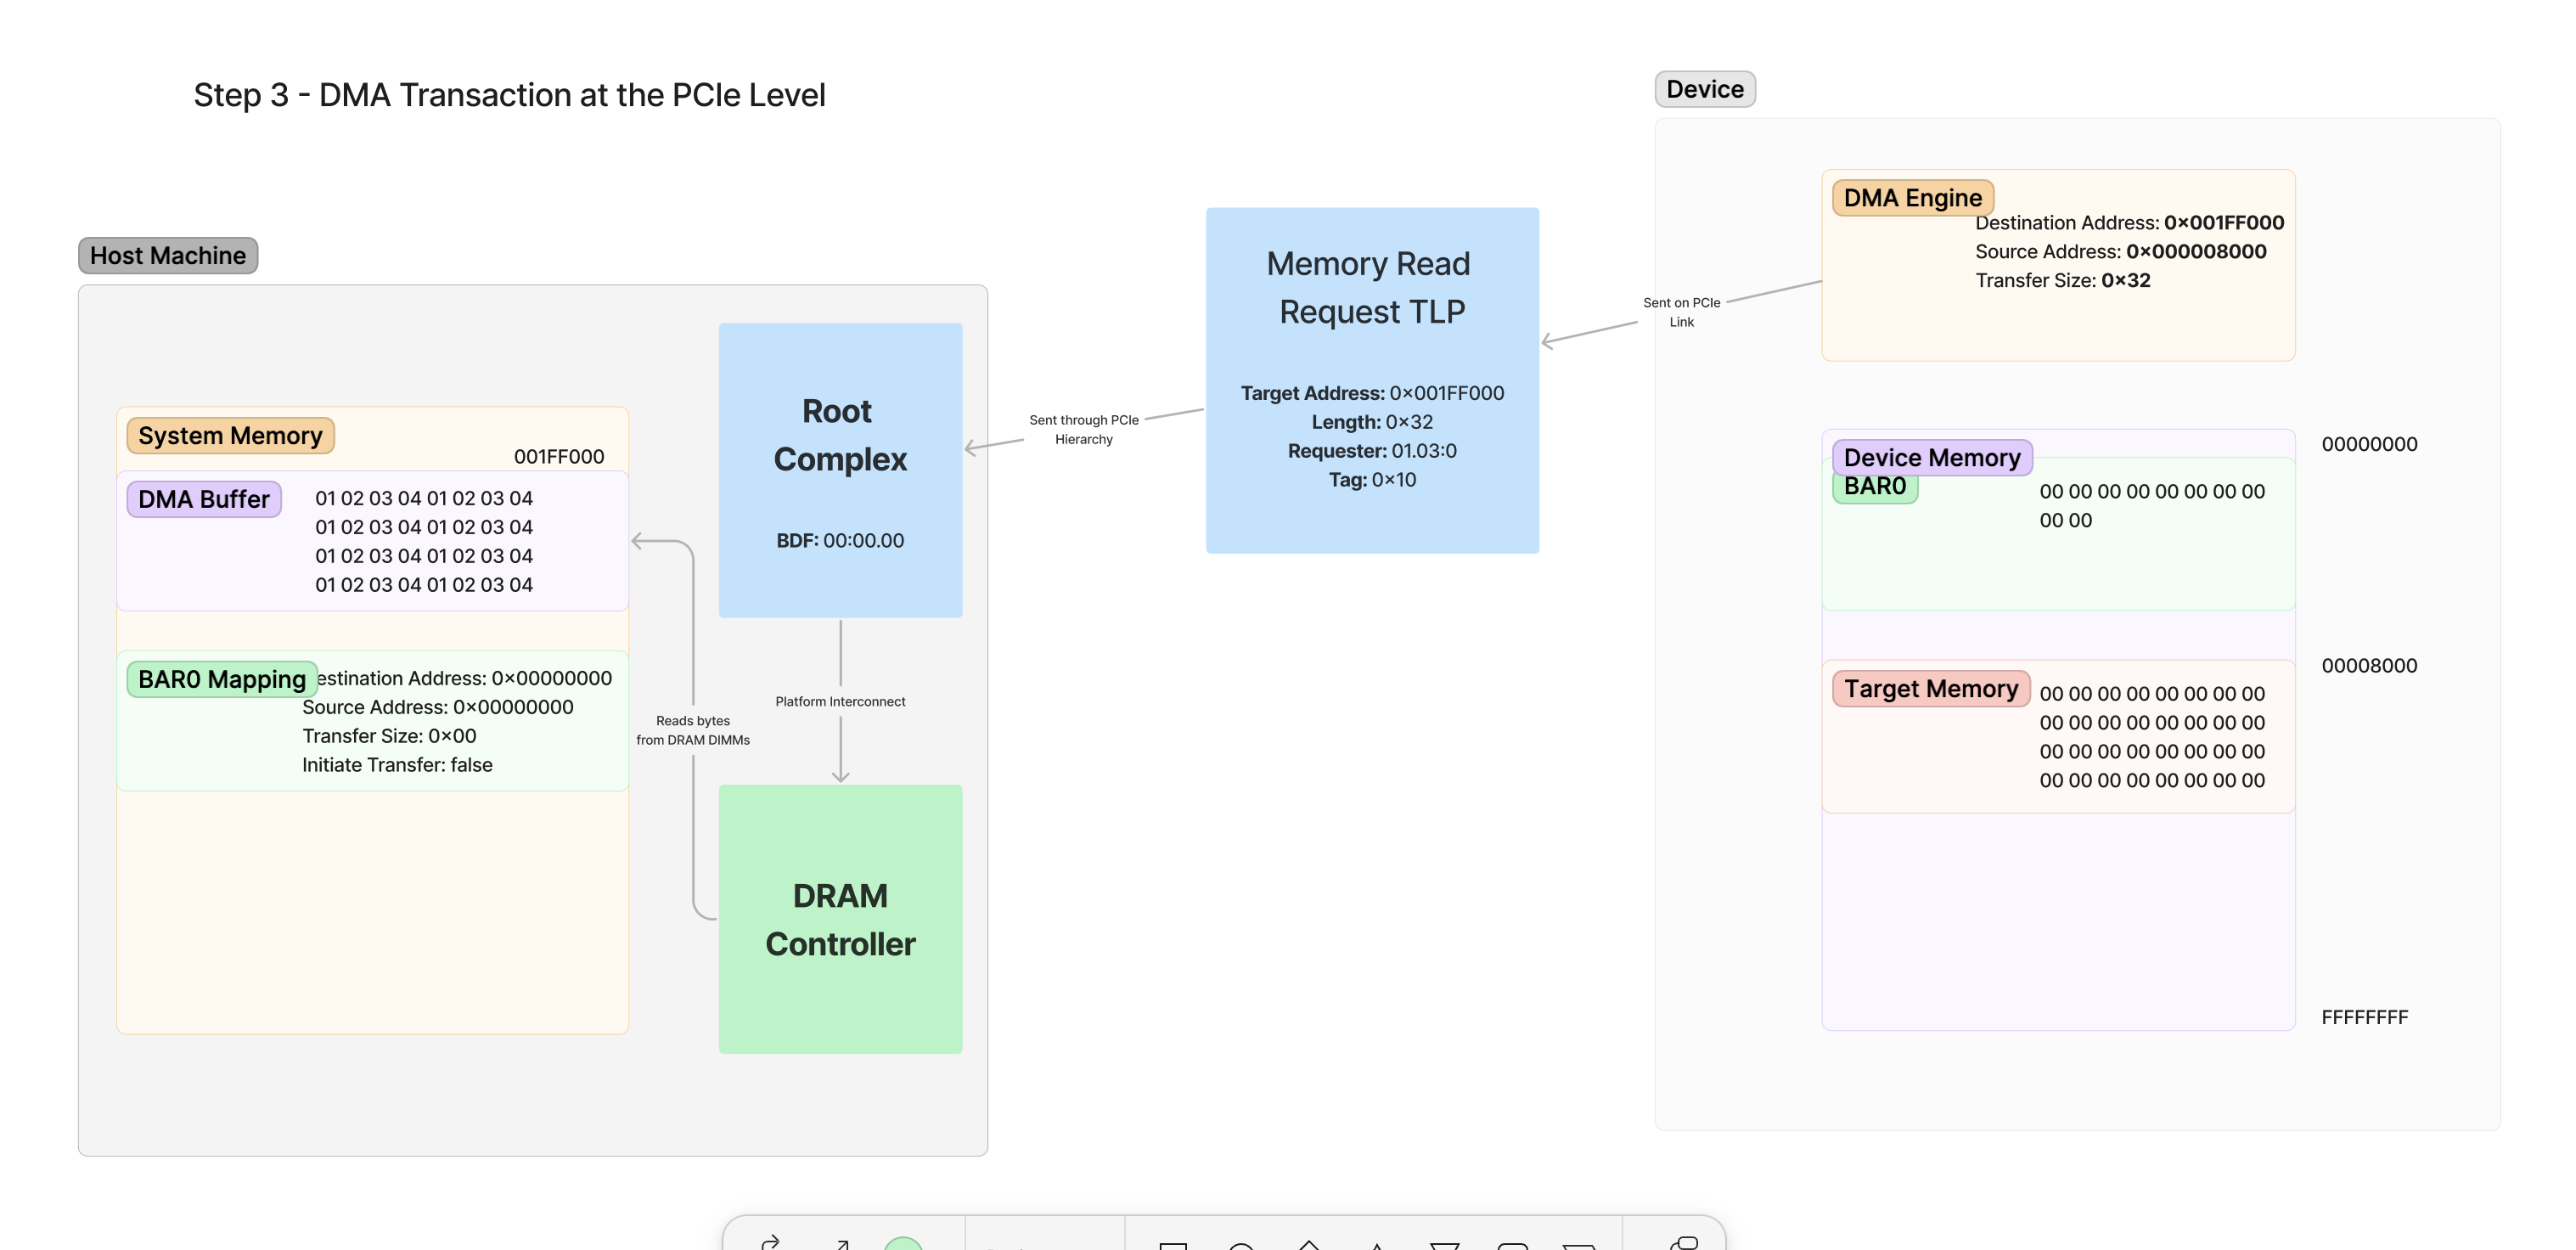 Step 3 - DMA Transaction at the PCIe Level
Host Machine
System Memory
001FF000
DMA Buffer
01 02 03 04 01 02 03 04
01 02 03 04 01 02 03 04
01 02 03 04 01 02 03 04
01 02 03 04 01 02 03 04
BAR0 Mapping
estination Address: 0×00000000
Source Address: 0×00000000
Transfer Size: 0×00
Initiate Transfer: false
Reads bytes
from DRAM DIMMs
Root
Complex
BDF: 00:00.00
Platform Interconnect
DRAM
Controller
Sent through PCIe
Hierarchy
Memory Read
Request TLP
Target Address: 0×001FF000
Length: 0×32
Requester: 01.03:0
Tag: 0×10
Sent on PCIe
Link
Device
DMA Engine
Destination Address: 0×001FF000
Source Address: 0×000008000
Transfer Size: 0×32
Device Memory
00000000
BAR0
00 00 00 00 00 00 00 00
00 00
00008000
Target Memory
00 00 00 00 00 00 00 00
00 00 00 00 00 00 00 00
00 00 00 00 00 00 00 00
00 00 00 00 00 00 00 00
FFFFFFFF